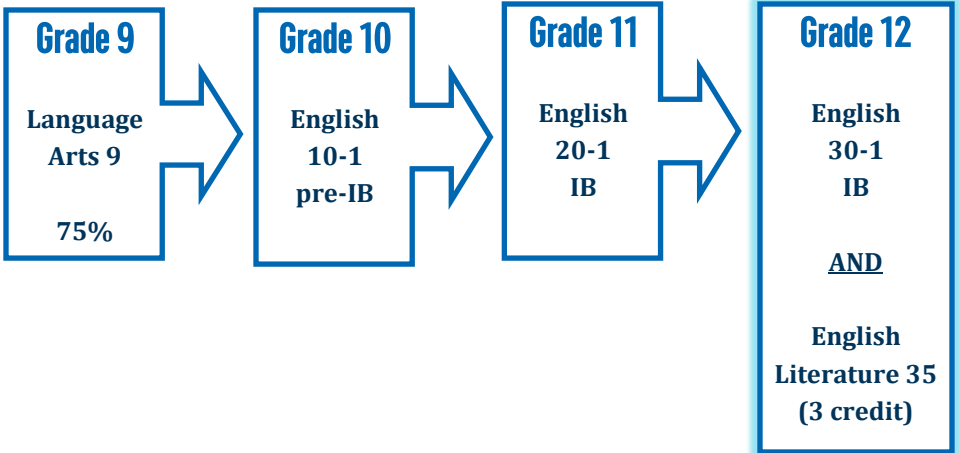 Grade 9
Language
Arts 9
75%
Grade 10
English
10-1
pre-IB
Grade 11
English
20-1
IB
Grade 12
English
30-1
IB
AND
English
Literature 35
(3 credit)